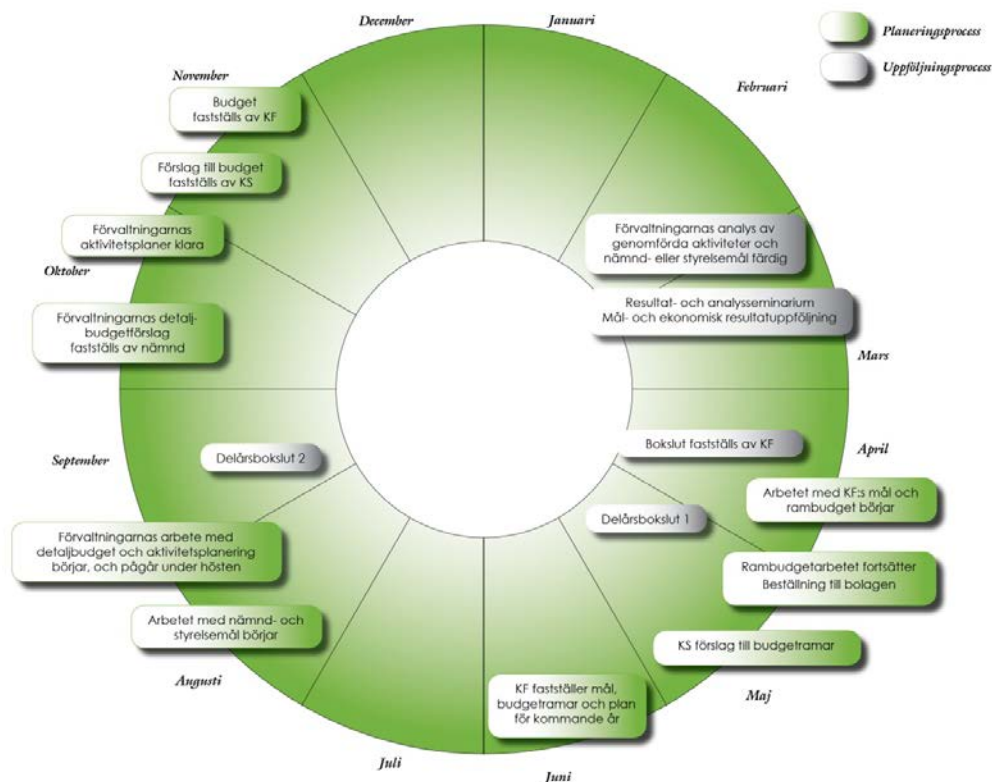 Januari
Februari
Mars
April
Maj
Juni
Juli
Augusti
September
Oktober
November
December
Planeringsprocess
Uppföljningsprocess
Förvaltningarnas analys av
genomförda aktiviteter och
nämnd- eller styrelsemål färdig
Resultat- och analysseminarium
Mål- och ekonomisk resultatuppföljning
Bokslut fastställs av KF
Arbetet med KF:s mål och
rambudget börjar
Delårsbokslut 1
Rambudgetarbetet fortsätter
Beställning till bolagen
KS förslag till budgetramar
KF fastställer mål,
budgetramar och plan
för kommande år
Arbetet med nämnd- och
styrelsemål börjar
Förvaltningarnas arbete med
detaljbudget och aktivitetsplanering
börjar, och pågår under hösten
Delårsbokslut 2
Förvaltningarnas detalj-
budgetförslag
fastställs av nämnd
Förvaltningarnas
aktivitetsplaner klara
Förslag till budget
fastställs av KS
Budget
fastställs av KF